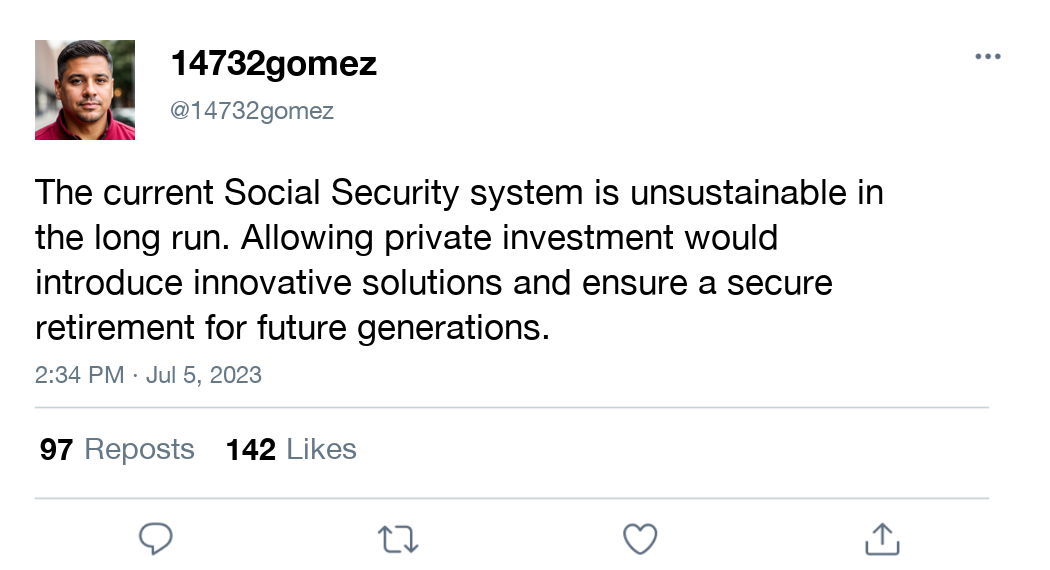 14732gomez
@14732gomez
The current Social Security system is unsustainable in
the long run. Allowing private investment would
introduce innovative solutions and ensure a secure
retirement for future generations.
2:34 PM · Jul 5, 2023
97 Reposts 142 Likes